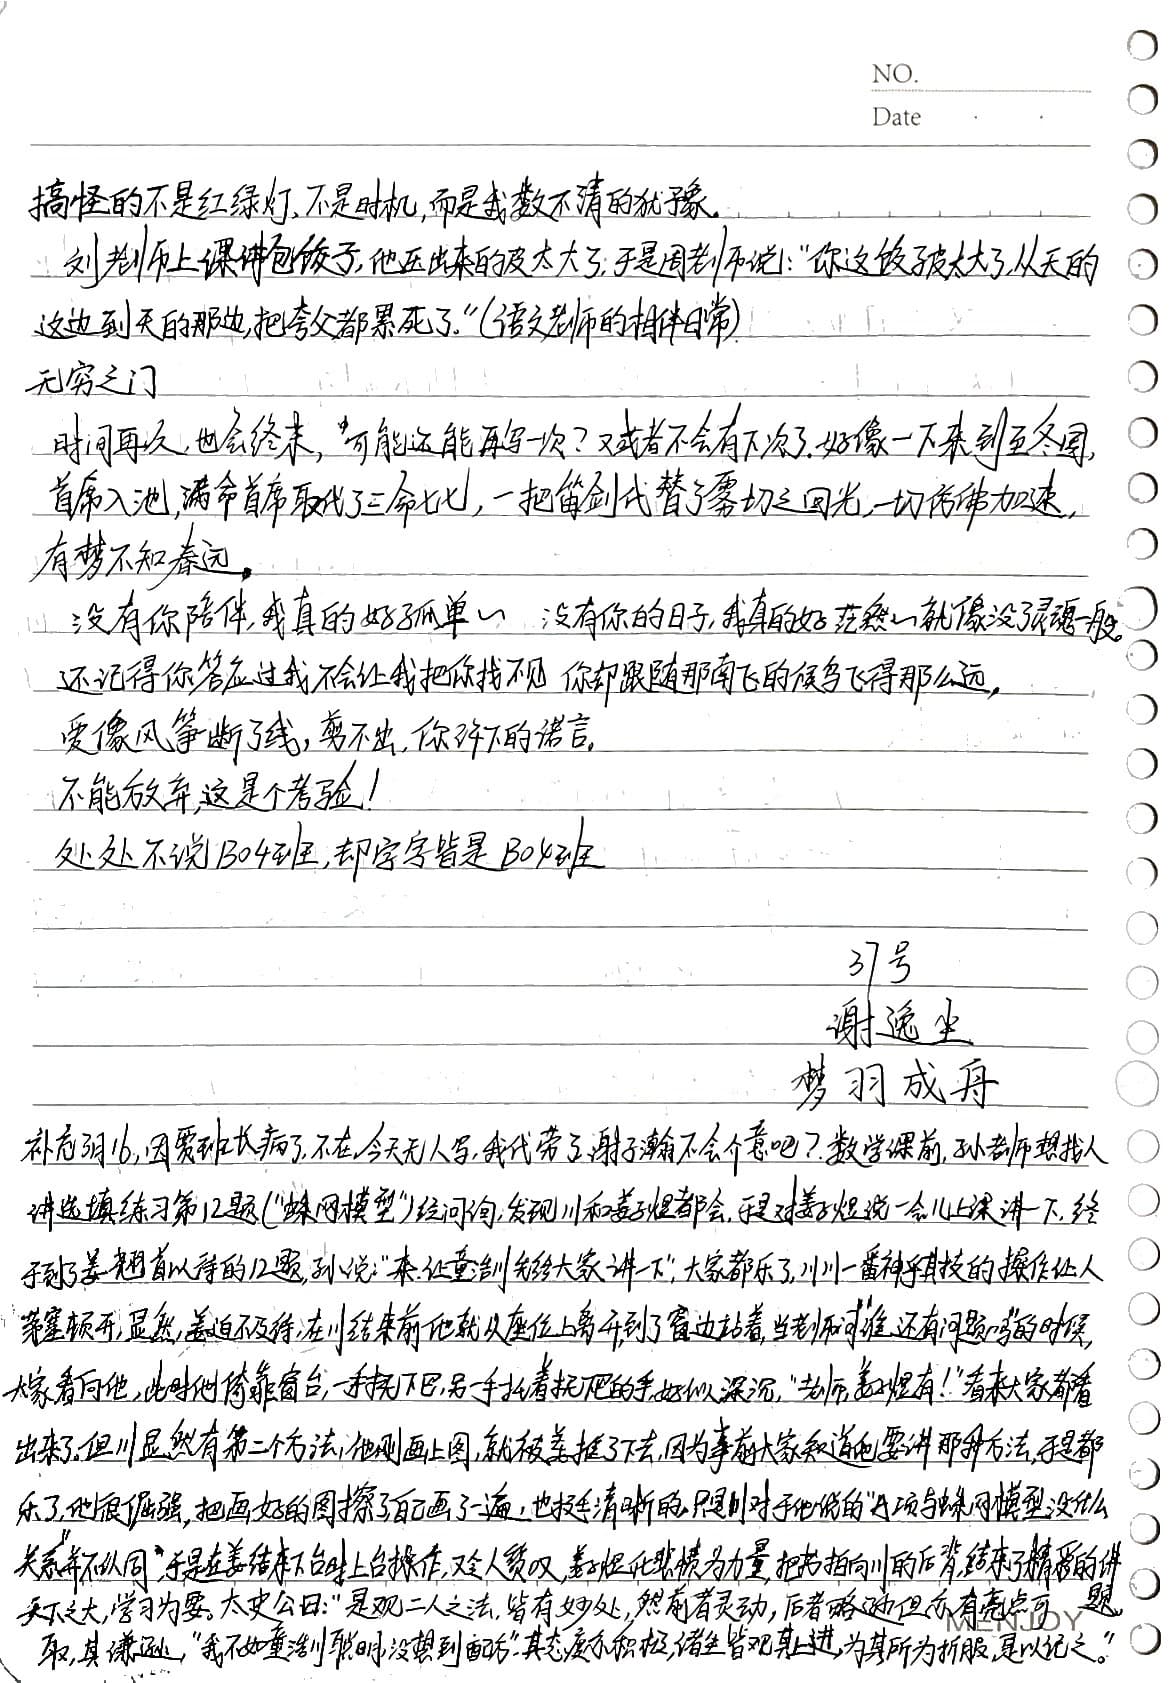 NO.
Date
搞怪的不是红绿灯、不是时机,而是我数不清的犹豫。
刘老师上课讲包饺子,他压出来的皮太大了,于是周老师说:“你这饺子皮太大了,从天的
这边到天的那边,把夸父都累死了。”(语文老师的相伴日常)
无穷之门
时间再次,也会终末,“可能还能再写一次?又或者不会有下次了,好像一下来到至冬国,
首席入池,满命首席取代了三命七七,一把笛剑代替了雾切之回光,一切仿佛加速,
有梦不知春远。
没有你陪伴,我真的好孤单 没有你的日子,我真的好茫然 就像没了灵魂一般。
还记得你答应过我不会让我把你找不见 你却跟随那南飞的候鸟飞得那么远,
爱像风筝断了线,剪不出,你许下的诺言。
不能放弃,这是个考验!
处处不说B04班,却字字皆是B04班
37号
谢逸尘
梦羽成舟
补充3月16,因贾班长病了,不在,今天无人写,我代带了,谢子瀚不会介意吧?数学课前,孙老师想找人
讲选填练习第12题(“蛛网模型”)经问询,发现川和姜子煜都会,于是对姜子煜说一会儿上课讲一下,终
于到了姜翘首以待的12题,孙说:“来,让童浩川先给大家讲一下”,大家都乐了,川川一番神乎其技的操作让人
茅塞顿开,显然,姜迫不及待,在川结束前他就从座位上离开到了窗边站着,当老师问“谁还有问题吗”的时候,
大家看向他,此时他倚靠窗台,一手抚下巴,另一手托着抚下巴的手,好似深沉,“老师,姜子煜有!”看来大家都看
出来了,但川显然有第二个方法,他刚画上图,就被姜推了下去,因为事前大家知道他要讲那种方法,于是都
乐了,他很倔强,把画好的图擦了自己画了一遍,也挺清晰的,只是川对于他说的“A项与蛛网模型没什么
关系”并不认同,于是在姜结束下台时上台操作,又令人赞叹,姜子煜化悲愤为力量,把书拍向川的后背,结束了精彩的讲题
天下之大,学习为要。太史公曰:“是观二人之法,皆有妙处,然前者灵动,后者略逊但亦有亮点可
取,其谦逊,“我不如童浩川聪明,没想到配方”其态度亦积极,诸生皆观其上进,为其所为折服,是以记之。”
MENJOY